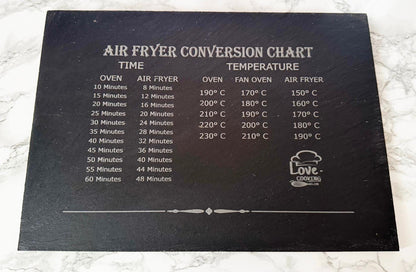 AIR FRYER CONVERSION CHART
TIME TEMPERATURE
OVEN AIR FRYER OVEN FAN OVEN AIR FRYER
10 Minutes 8 Minutes
15 Minutes 12 Minutes 190° C 170° C 150° C
20 Minutes 16 Minutes 200° C 180° C 160° C
25 Minutes 20 Minutes 210° C 190° C 170° C
30 Minutes 24 Minutes 220° C 200° C 180° C
35 Minutes 28 Minutes 230° C 210° C 190° C
40 Minutes 32 Minutes
45 Minutes 36 Minutes
50 Minutes 40 Minutes
55 Minutes 44 Minutes
60 Minutes 48 Minutes
Love
COOKING